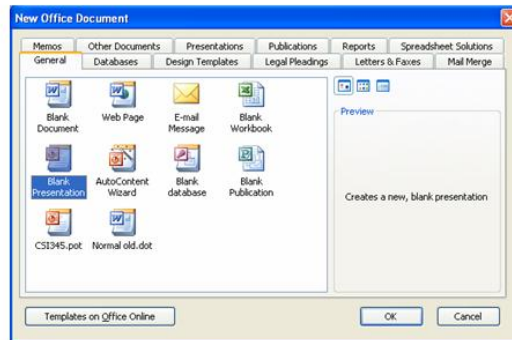 New Office Document
Memos Other Documents Presentations Publications Reports Spreadsheet Solutions
General Databases Design Templates Legal Pleadings Letters & Faxes Mail Merge
Blank Document
Web Page
E-mail Message
Blank Workbook
Blank Presentation
AutoContent Wizard
Blank database
Blank Publication
CSI345.pot
Normal old.dot
Preview
Creates a new, blank presentation
Templates on Office Online
OK
Cancel